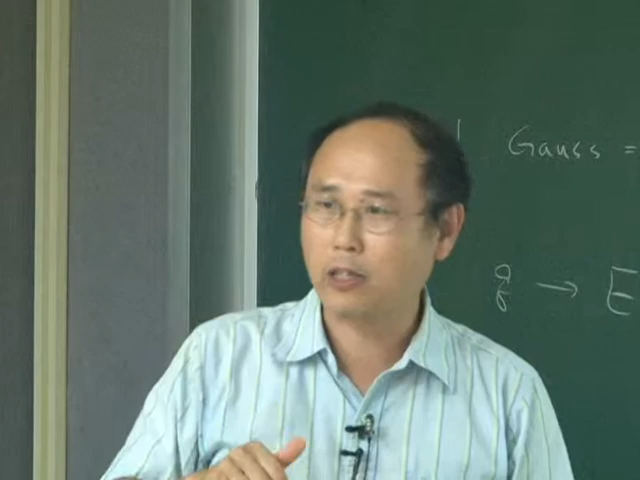 Gauss =
q → E